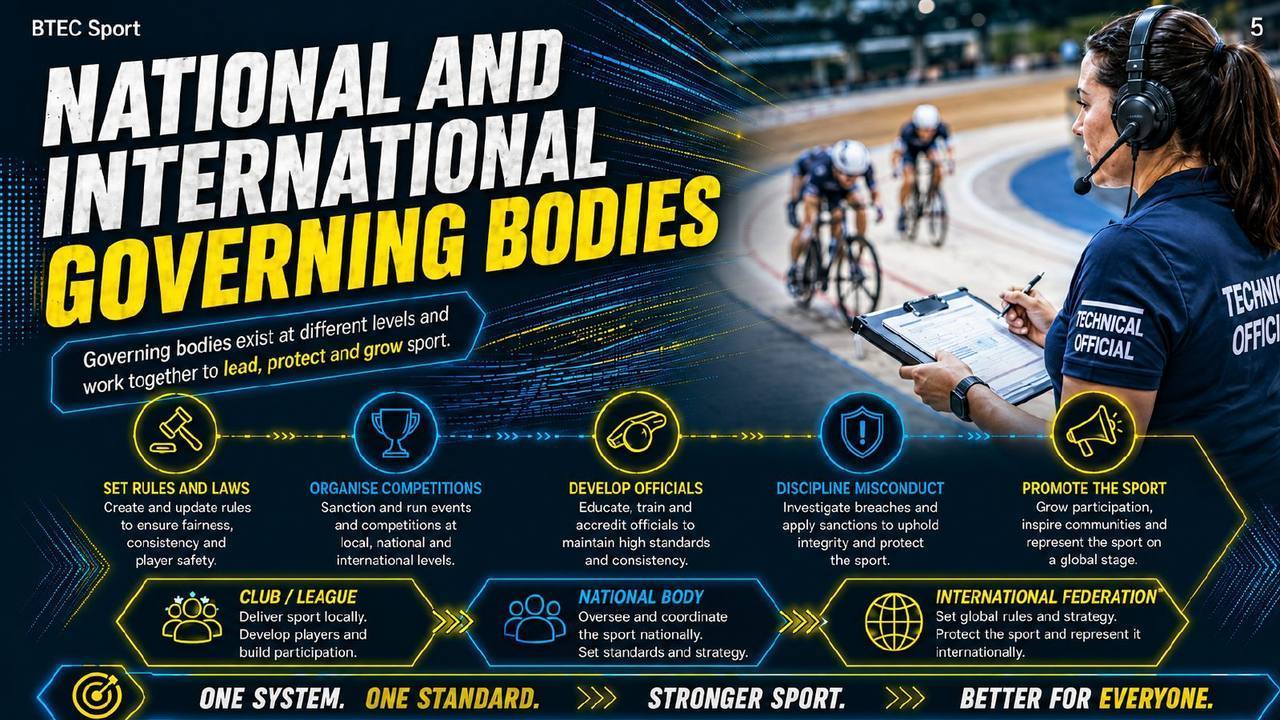 BTEC Sport
5
NATIONAL AND
INTERNATIONAL
GOVERNING BODIES
Governing bodies exist at different levels and
work together to lead, protect and grow sport.
TECHNICAL
OFFICIAL
SET RULES AND LAWS
Create and update rules
to ensure fairness,
consistency and
player safety.
ORGANISE COMPETITIONS
Sanction and run events
and competitions at
local, national and
international levels.
DEVELOP OFFICIALS
Educate, train and
accredit officials to
maintain high standards
and consistency.
DISCIPLINE MISCONDUCT
Investigate breaches and
apply sanctions to uphold
integrity and protect
the sport.
PROMOTE THE SPORT
Grow participation,
inspire communities and
represent the sport on
a global stage.
CLUB / LEAGUE
Deliver sport locally.
Develop players and
build participation.
NATIONAL BODY
Oversee and coordinate
the sport nationally.
Set standards and strategy.
INTERNATIONAL FEDERATION
Set global rules and strategy.
Protect the sport and represent it
internationally.
ONE SYSTEM. ONE STANDARD. STRONGER SPORT. BETTER FOR EVERYONE.